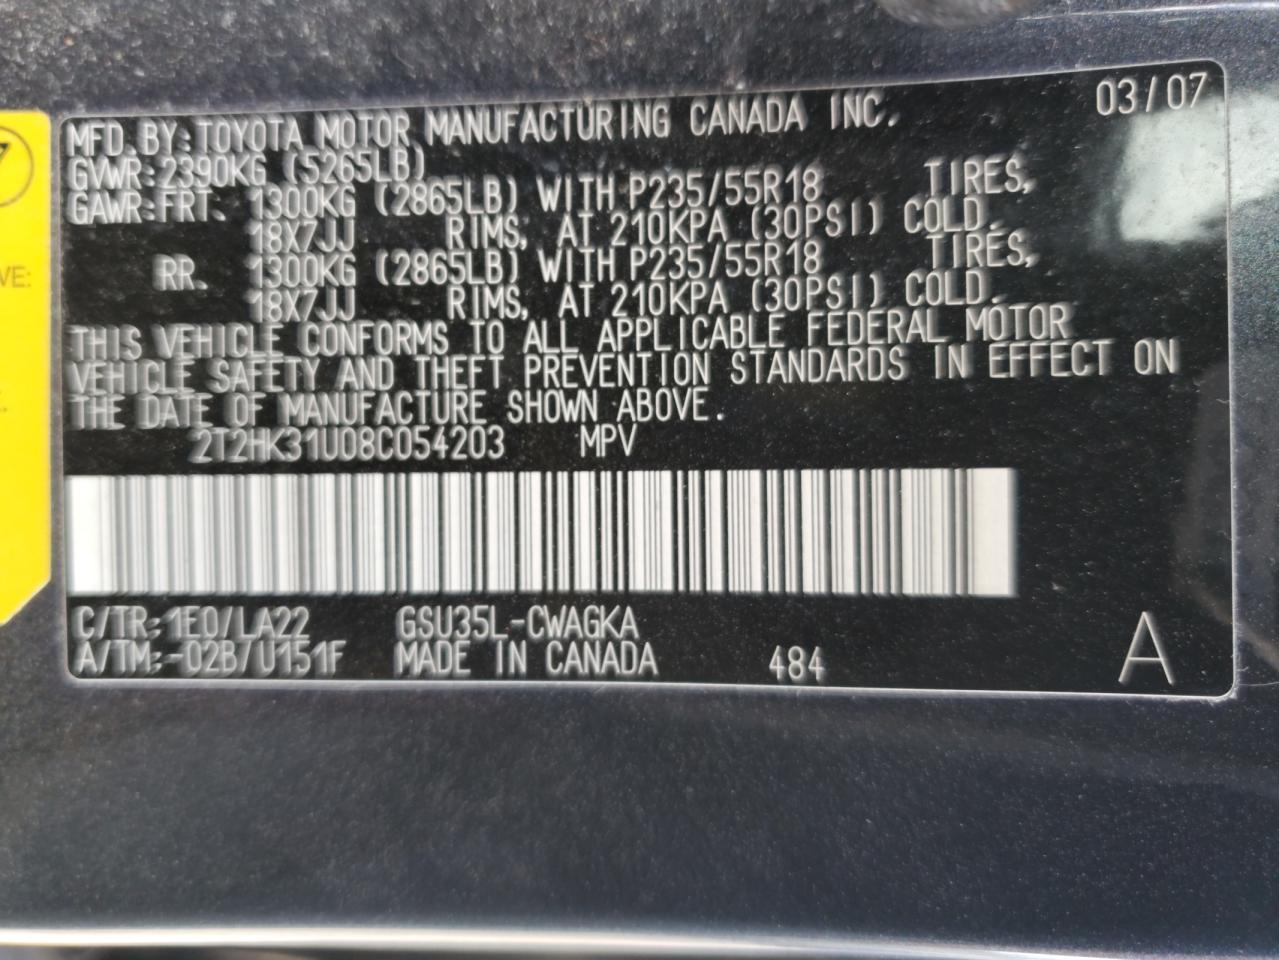 03/07
MFD.BY:TOYOTA MOTOR MANUFACTURING CANADA INC.
GVWR:2390KG (5265LB)
GAWR:FRT. 1300KG (2865LB) WITH P235/55R18 TIRES,
18X7JJ RIMS, AT 210KPA (30PSI) COLD.
RR. 1300KG (2865LB) WITH P235/55R18 TIRES,
18X7JJ RIMS, AT 210KPA (30PSI) COLD.
THIS VEHICLE CONFORMS TO ALL APPLICABLE FEDERAL MOTOR
VEHICLE SAFETY AND THEFT PREVENTION STANDARDS IN EFFECT ON
THE DATE OF MANUFACTURE SHOWN ABOVE.
2T2HK31U08C054203 MPV
C/TR:1E0/LA22 GSU35L-CWAGKA
A/TM:-02B/U151F MADE IN CANADA 484 A
VE: